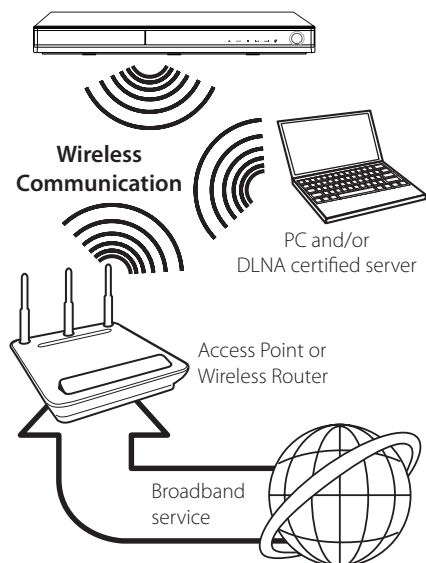 Wireless
Communication
PC and/or
DLNA certified server
Access Point or
Wireless Router
Broadband
service